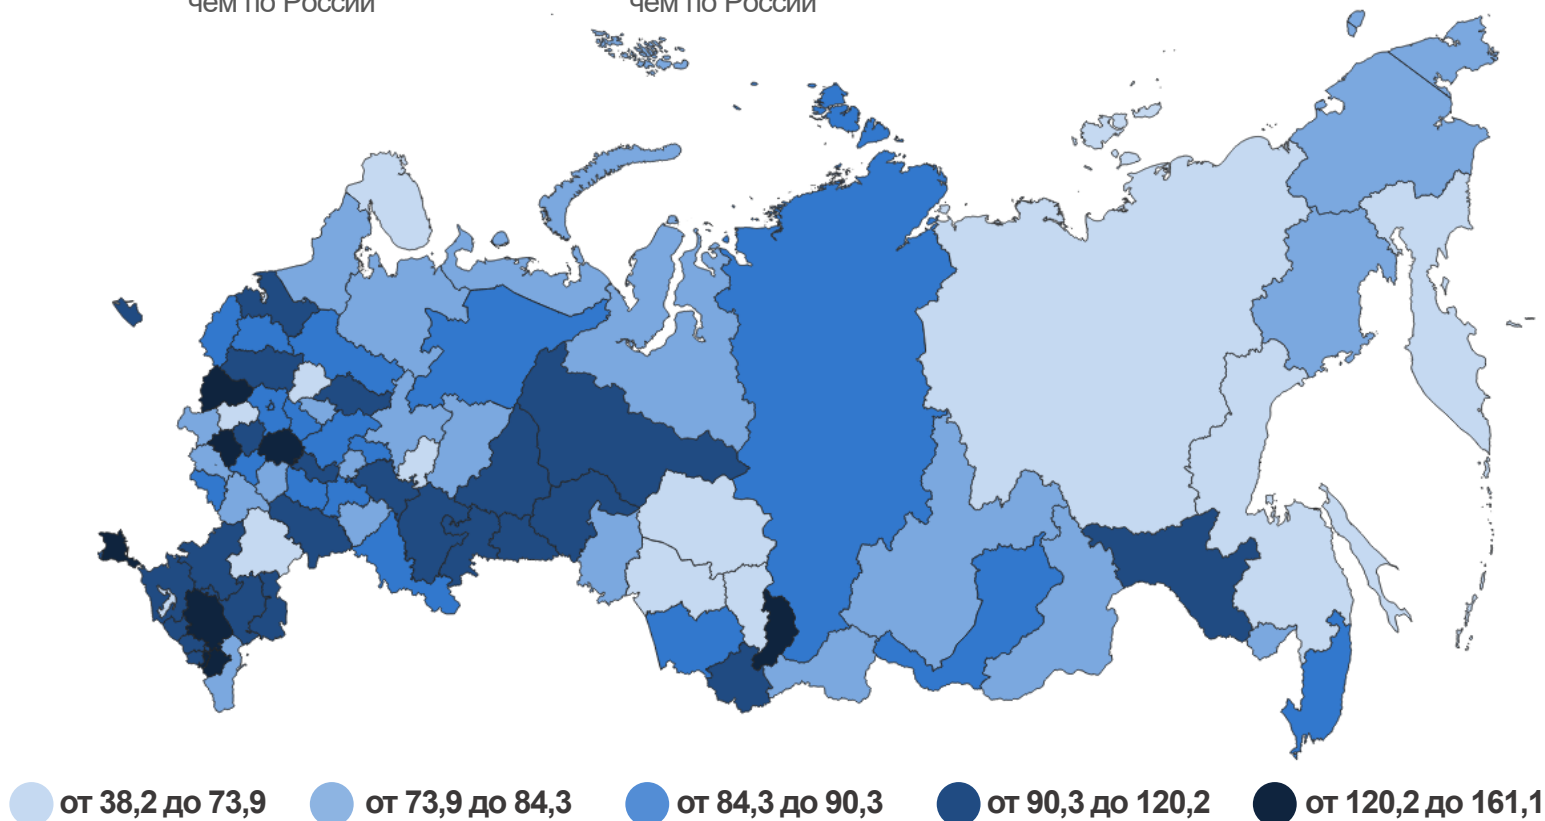 чем по России
чем по России
от 38,2 до 73,9
от 73,9 до 84,3
от 84,3 до 90,3
от 90,3 до 120,2
от 120,2 до 161,1